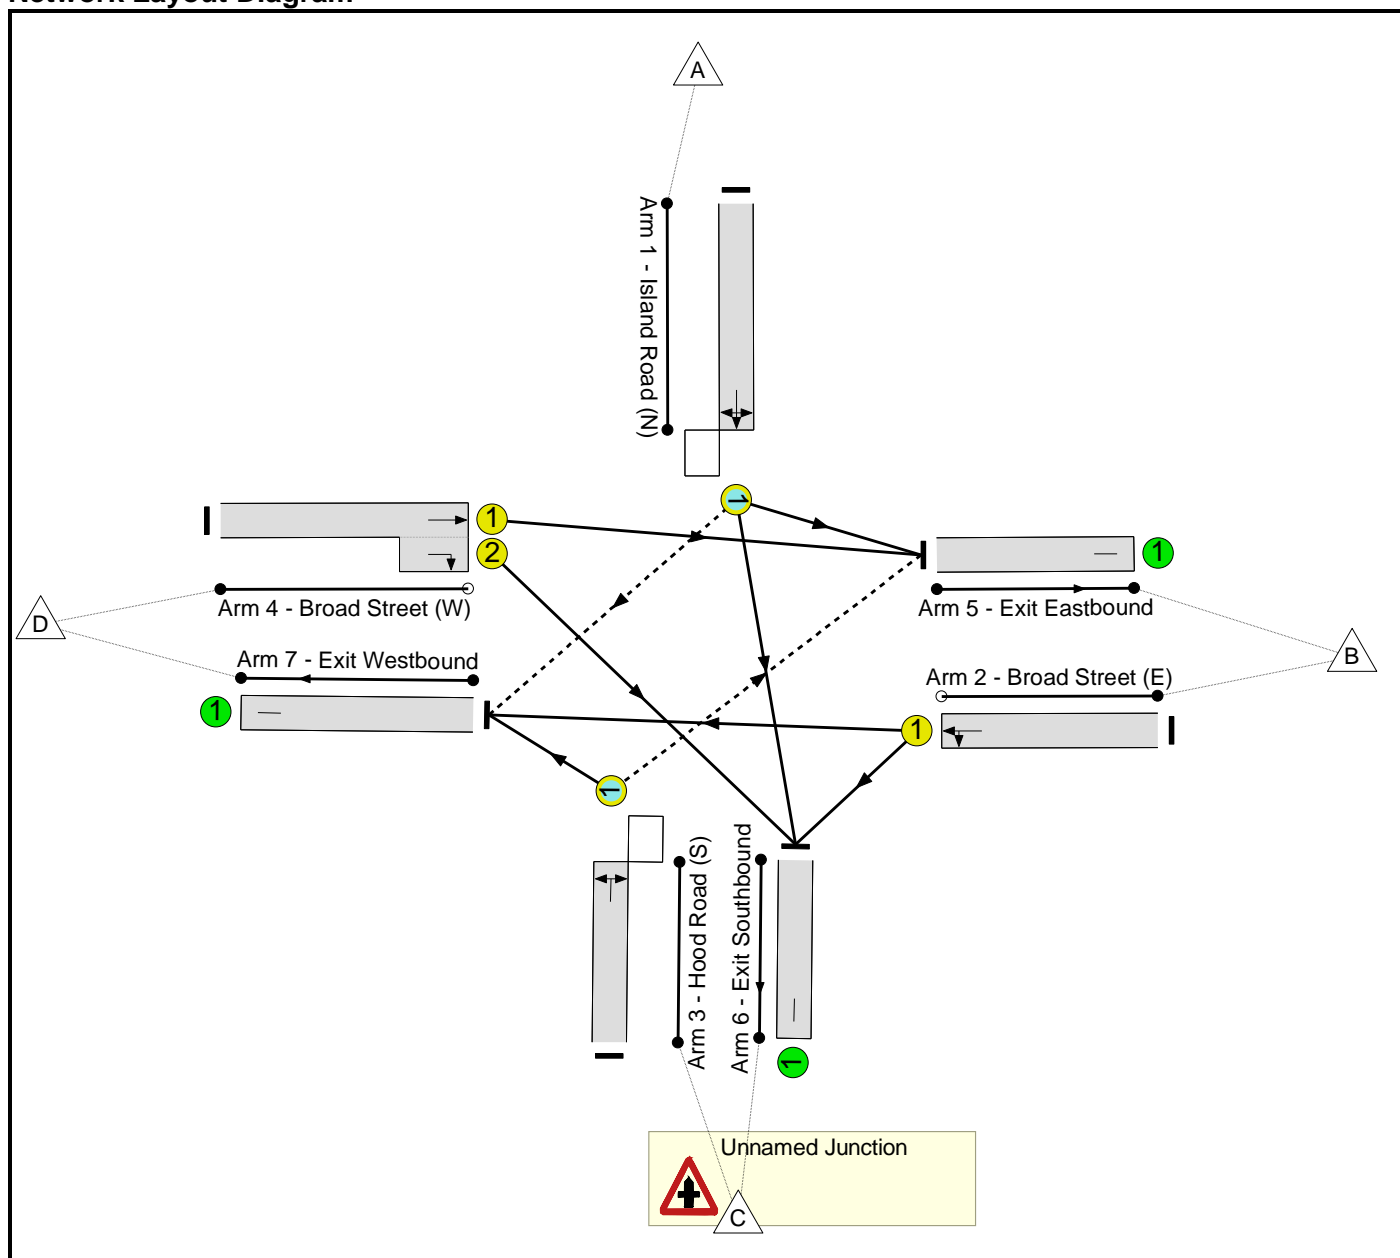 Network Layout Diagram
A
Arm 1 - Island Road (N)
1
1
2
1
Arm 4 - Broad Street (W)
Arm 5 - Exit Eastbound
D
B
Arm 7 - Exit Westbound
Arm 2 - Broad Street (E)
1
1
1
Arm 3 - Hood Road (S)
Arm 6 - Exit Southbound
1
Unnamed Junction
C